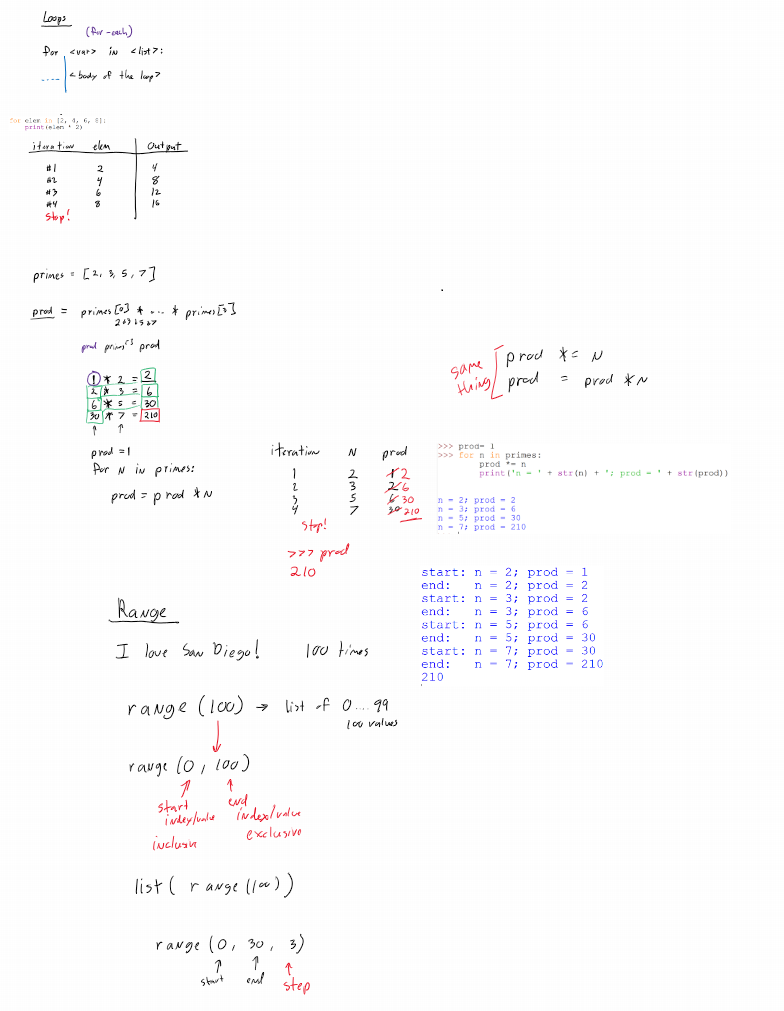 Loops
(for-each)
for <var> in <list>:
<body of the loop>
for elem in [2, 4, 6, 8]:
print(elem * 2)
iteration elem output
#1 2 4
#2 4 8
#3 6 12
#4 8 16
Stop!
primes = [2, 3, 5, 7]
prod = primes[0] * ... * primes[3]
prod primes prod
1 * 2 = 2
2 * 3 = 6
6 * 5 = 30
30 * 7 = 210
same thing
prod *= N
prod = prod * N
prod = 1
for N in primes:
prod = prod * N
iteration N prod
1 2 1 2
2 3 2 6
3 5 6 30
4 7 30 210
Stop!
>>> prod
210
>>> prod= 1
>>> for n in primes:
prod *= n
print('n = ' + str(n) + '; prod = ' + str(prod))
n = 2; prod = 2
n = 3; prod = 6
n = 5; prod = 30
n = 7; prod = 210
start: n = 2; prod = 1
end: n = 2; prod = 2
start: n = 3; prod = 2
end: n = 3; prod = 6
start: n = 5; prod = 6
end: n = 5; prod = 30
start: n = 7; prod = 30
end: n = 7; prod = 210
210
Range
I love San Diego! 100 times
range (100) → list of 0....99
100 values
range (0, 100)
start end
index/value index/value
inclusive exclusive
list( range(100))
range (0, 30, 3)
start end step